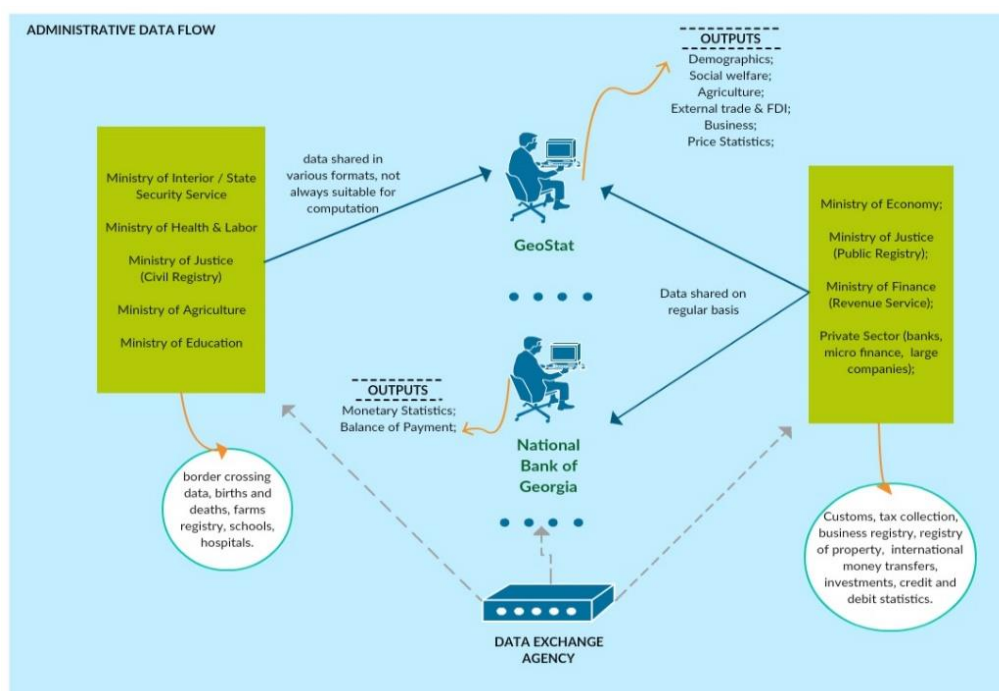 ADMINISTRATIVE DATA FLOW
OUTPUTS
Demographics;
Social welfare;
Agriculture;
External trade & FDI;
Business;
Price Statistics;
Ministry of Interior / State
Security Service
Ministry of Health & Labor
Ministry of Justice
(Civil Registry)
Ministry of Agriculture
Ministry of Education
data shared in
various formats, not
always suitable for
computation
GeoStat
Ministry of Economy;
Ministry of Justice
(Public Registry);
Ministry of Finance
(Revenue Service);
Private Sector (banks,
micro finance, large
companies);
Data shared on
regular basis
OUTPUTS
Monetary Statistics;
Balance of Payment;
National
Bank of
Georgia
border crossing
data, births and
deaths, farms
registry, schools,
hospitals.
Customs, tax collection,
business registry, registry
of property, international
money transfers,
investments, credit and
debit statistics.
DATA EXCHANGE
AGENCY